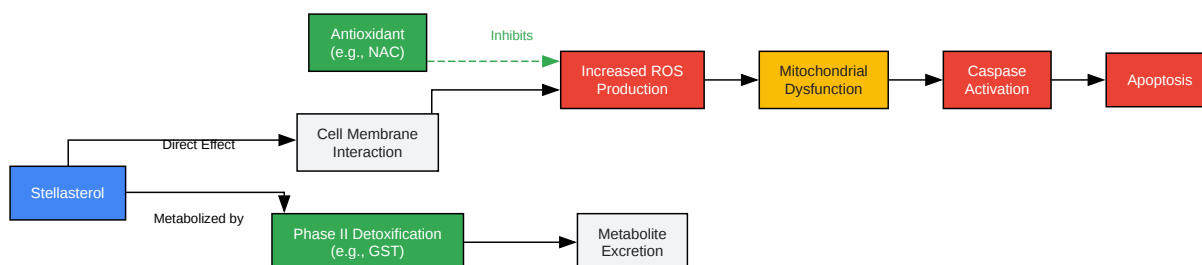 Antioxidant
(e.g., NAC)
Inhibits
Increased ROS
Production
Mitochondrial
Dysfunction
Caspase
Activation
Apoptosis
Cell Membrane
Interaction
Direct Effect
Stellasterol
Metabolized by
Phase II Detoxification
(e.g., GST)
Metabolite
Excretion